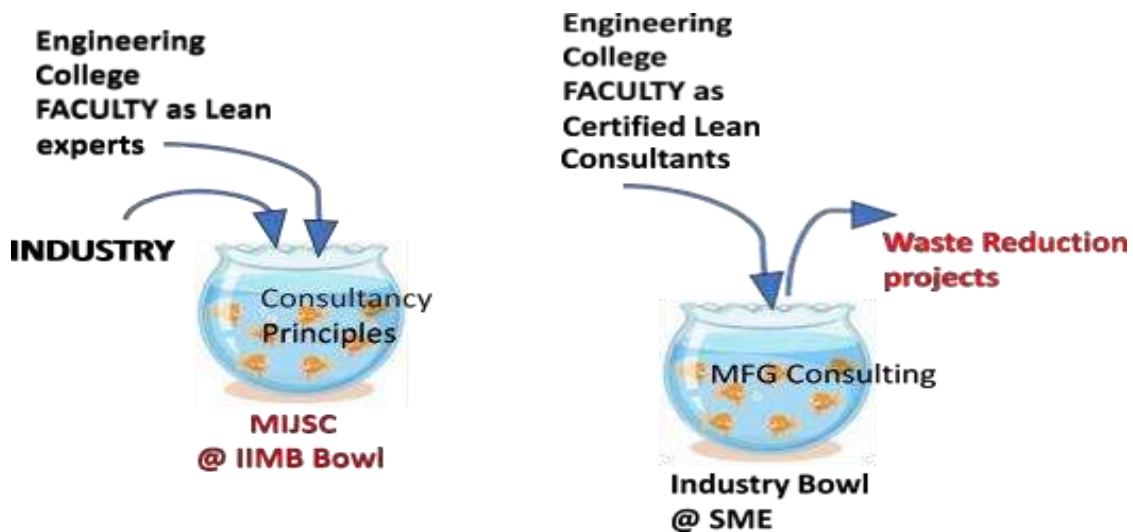 Engineering
College
FACULTY as Lean
experts
INDUSTRY
Consultancy
Principles
MIJSC
@ IIMB Bowl
Engineering
College
FACULTY as
Certified Lean
Consultants
Waste Reduction
projects
MFG Consulting
Industry Bowl
@ SME